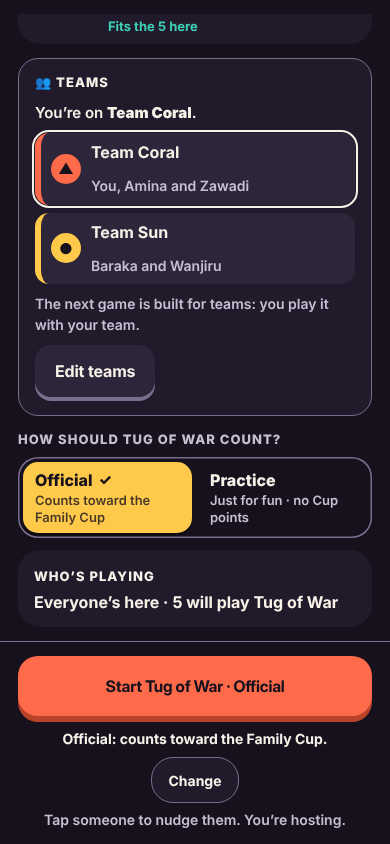 Fits the 5 here
👥 TEAMS
You're on Team Coral.
Team Coral
You, Amina and Zawadi
Team Sun
Baraka and Wanjiru
The next game is built for teams: you play it
with your team.
Edit teams
HOW SHOULD TUG OF WAR COUNT?
Official ✓
Counts toward the
Family Cup
Practice
Just for fun · no Cup
points
WHO'S PLAYING
Everyone's here · 5 will play Tug of War
Start Tug of War · Official
Official: counts toward the Family Cup.
Change
Tap someone to nudge them. You're hosting.